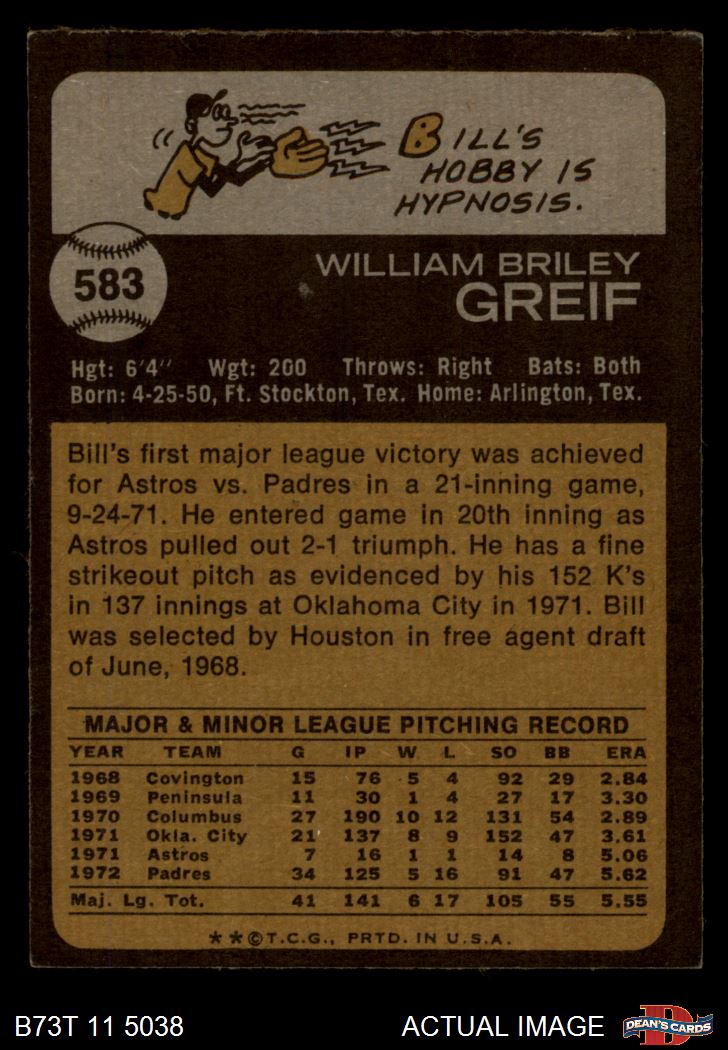 BILL'S
HOBBY IS
HYPNOSIS.
583
WILLIAM BRILEY
GREIF
Hgt: 6'4" Wgt: 200 Throws: Right Bats: Both
Born: 4-25-50, Ft. Stockton, Tex. Home: Arlington, Tex.
Bill's first major league victory was achieved
for Astros vs. Padres in a 21-inning game,
9-24-71. He entered game in 20th inning as
Astros pulled out 2-1 triumph. He has a fine
strikeout pitch as evidenced by his 152 K's
in 137 innings at Oklahoma City in 1971. Bill
was selected by Houston in free agent draft
of June, 1968.
MAJOR & MINOR LEAGUE PITCHING RECORD
YEAR TEAM G IP W L SO BB ERA
1968 Covington 15 76 5 4 92 29 2.84
1969 Peninsula 11 30 1 4 27 17 3.30
1970 Columbus 27 190 10 12 131 54 2.89
1971 Okla. City 21 137 8 9 152 47 3.61
1971 Astros 7 16 1 1 14 8 5.06
1972 Padres 34 125 5 16 91 47 5.62
Maj. Lg. Tot. 41 141 6 17 105 55 5.55
**©T.C.G., PRTD. IN U.S.A.
B73T 11 5038 ACTUAL IMAGE D DEAN'S CARDS